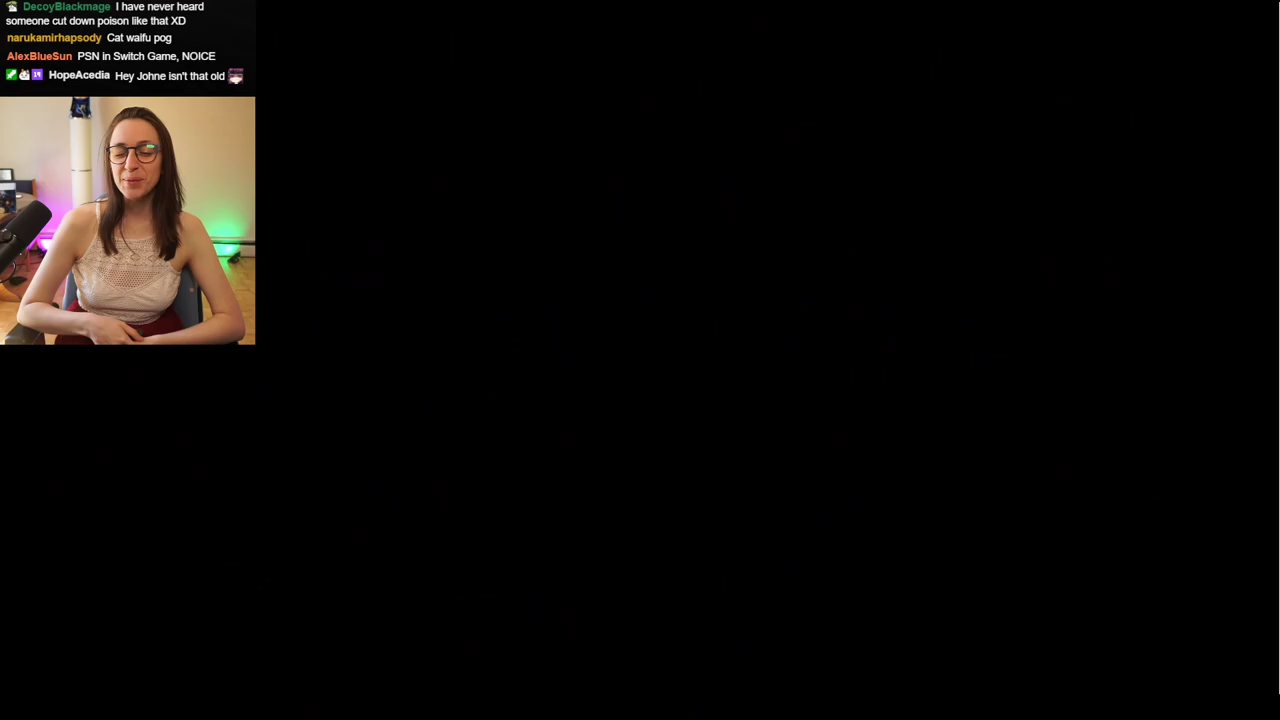 DecoyBlackmage I have never heard
someone cut down poison like that XD
narukamirhapsody Cat waifu pog
AlexBlueSun PSN in Switch Game, NOICE
HopeAcedia Hey Johne isn't that old